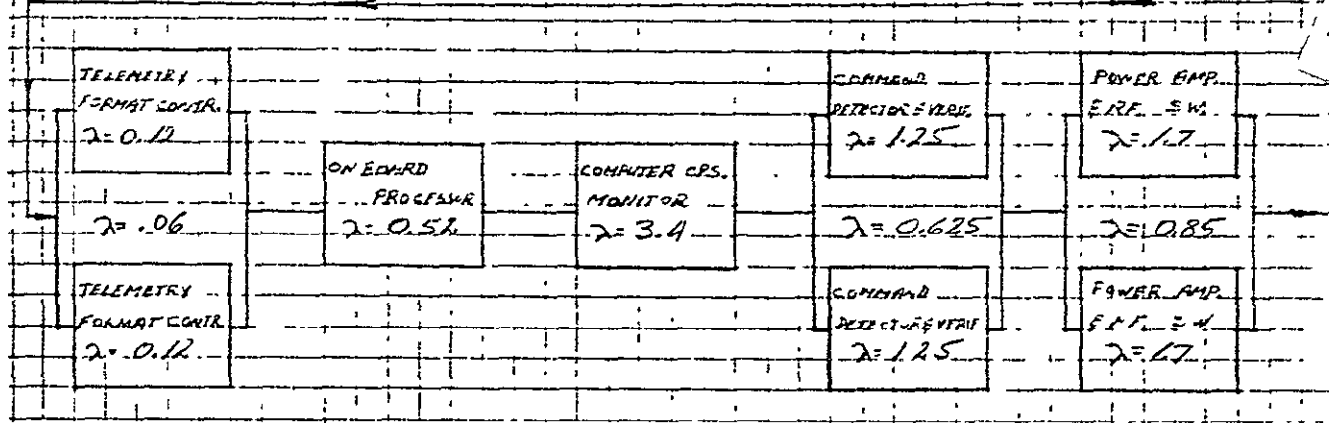 TELEMETRY
FORMAT CONTR.
λ=0.12
λ=.06
TELEMETRY
FORMAT CONTR
λ=0.12
ON BOARD
PROCESSOR
λ=0.52
COMPUTER OPS.
MONITOR
λ=3.4
COMMAND
DETECTOR & VERIF.
λ=1.25
λ=0.625
COMMAND
DETECTOR & VERIF
λ=1.25
POWER AMP.
& RF. SW.
λ=1.7
λ=0.85
POWER AMP.
& RF. SW
λ=1.7